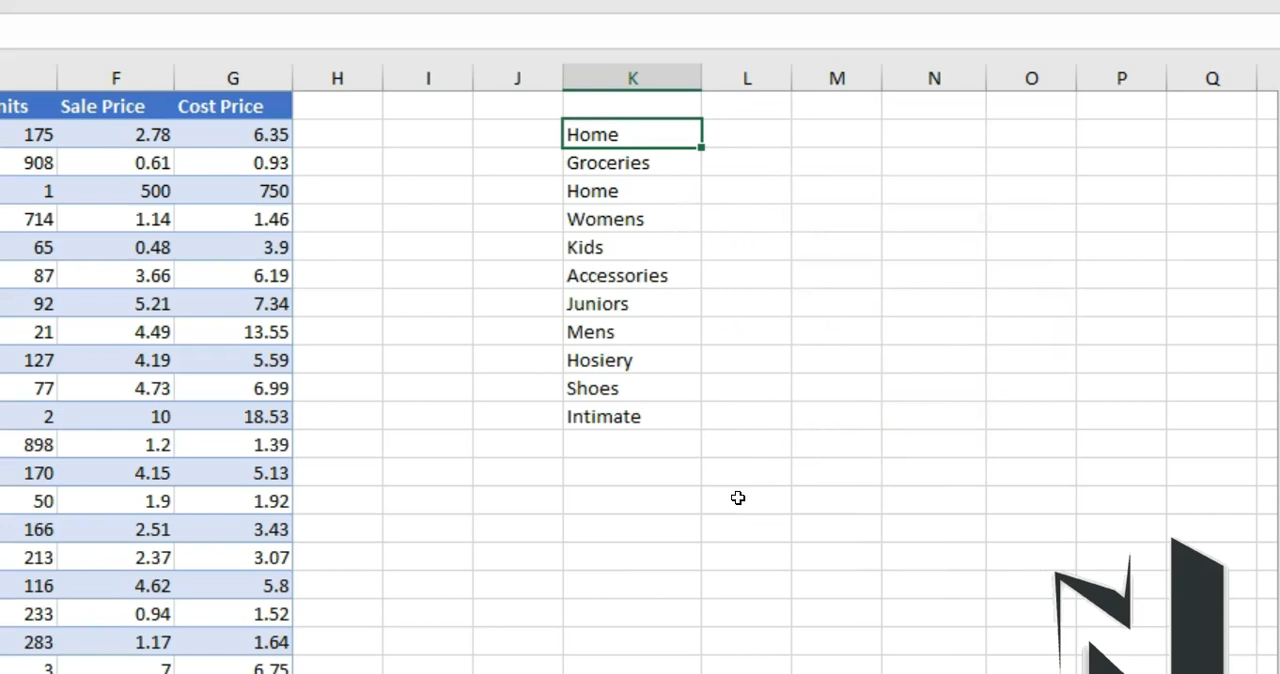 F G H I J K L M N O P Q
nits Sale Price Cost Price
175 2.78 6.35 Home
908 0.61 0.93 Groceries
1 500 750 Home
714 1.14 1.46 Womens
65 0.48 3.9 Kids
87 3.66 6.19 Accessories
92 5.21 7.34 Juniors
21 4.49 13.55 Mens
127 4.19 5.59 Hosiery
77 4.73 6.99 Shoes
2 10 18.53 Intimate
898 1.2 1.39
170 4.15 5.13
50 1.9 1.92
166 2.51 3.43
213 2.37 3.07
116 4.62 5.8
233 0.94 1.52
283 1.17 1.64
3 7 6.75